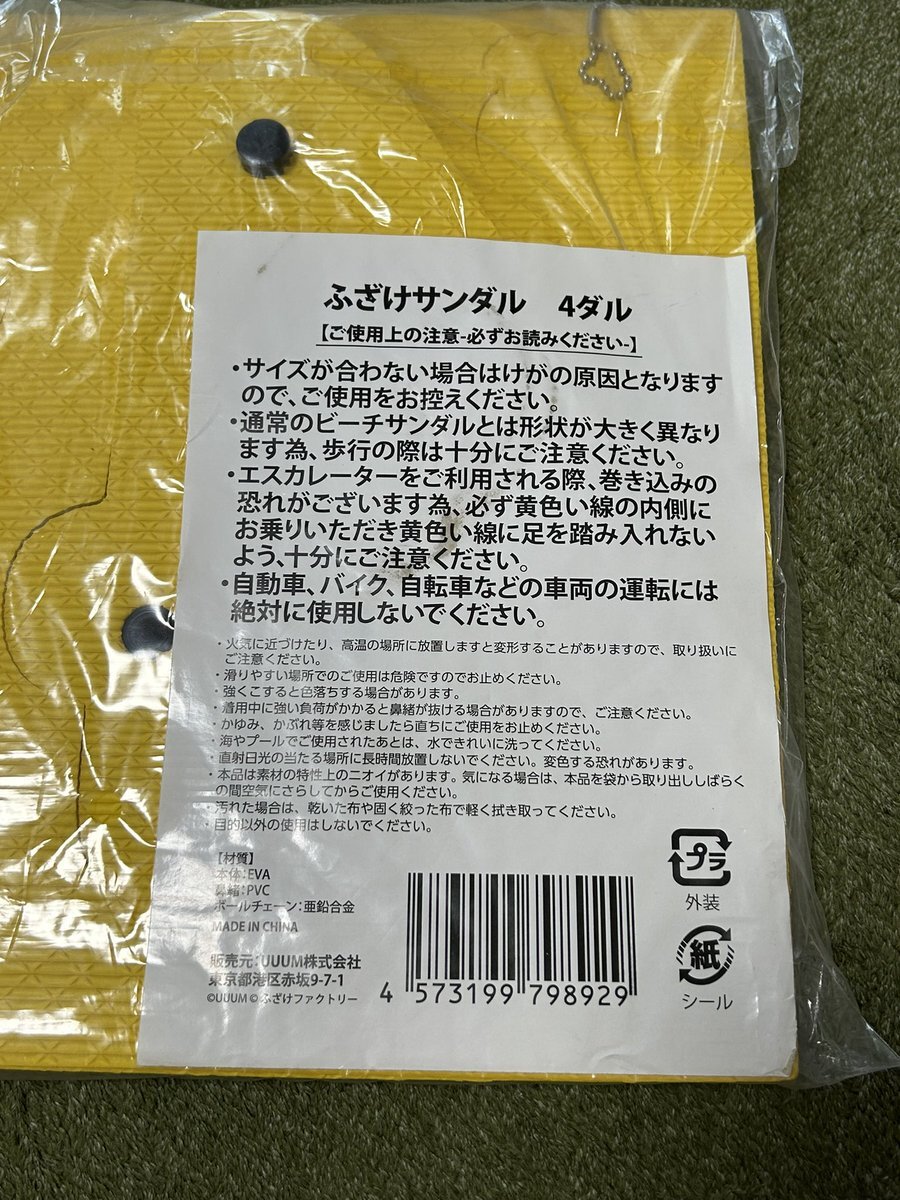 ふざけサンダル 4ダル
【ご使用上の注意-必ずお読みください-】
・サイズが合わない場合はけがの原因となります
ので、ご使用をお控えください。
・通常のビーチサンダルとは形状が大きく異なり
ます為、歩行の際は十分にご注意ください。
・エスカレーターをご利用される際、巻き込みの
恐れがございます為、必ず黄色い線の内側に
お乗りいただき黄色い線に足を踏み入れない
よう、十分にご注意ください。
・自動車、バイク、自転車などの車両の運転には
絶対に使用しないでください。
・火気に近づけたり、高温の場所に放置しますと変形することがありますので、取り扱いに
ご注意ください。
・滑りやすい場所でのご使用は危険ですのでお止めください。
・強くこすると色落ちする場合があります。
・着用中に強い負荷がかかると鼻緒が抜ける場合がありますので、ご注意ください。
・かゆみ、かぶれ等を感じましたら直ちにご使用をお止めください。
・海やプールでご使用されたあとは、水できれいに洗ってください。
・直射日光の当たる場所に長時間放置しないでください。変色する恐れがあります。
・本品は素材の特性上のニオイがあります。気になる場合は、本品を袋から取り出ししばらく
の間空気にさらしてからご使用ください。
・汚れた場合は、乾いた布や固く絞った布で軽く拭き取ってください。
・目的以外の使用はしないでください。
【材質】
本体:EVA
鼻緒:PVC
ボールチェーン:亜鉛合金
MADE IN CHINA
販売元:UUUM株式会社
東京都港区赤坂9-7-1
©UUUM ©ふざけファクトリー
4 573199 798929
プラ
外装
紙
シール